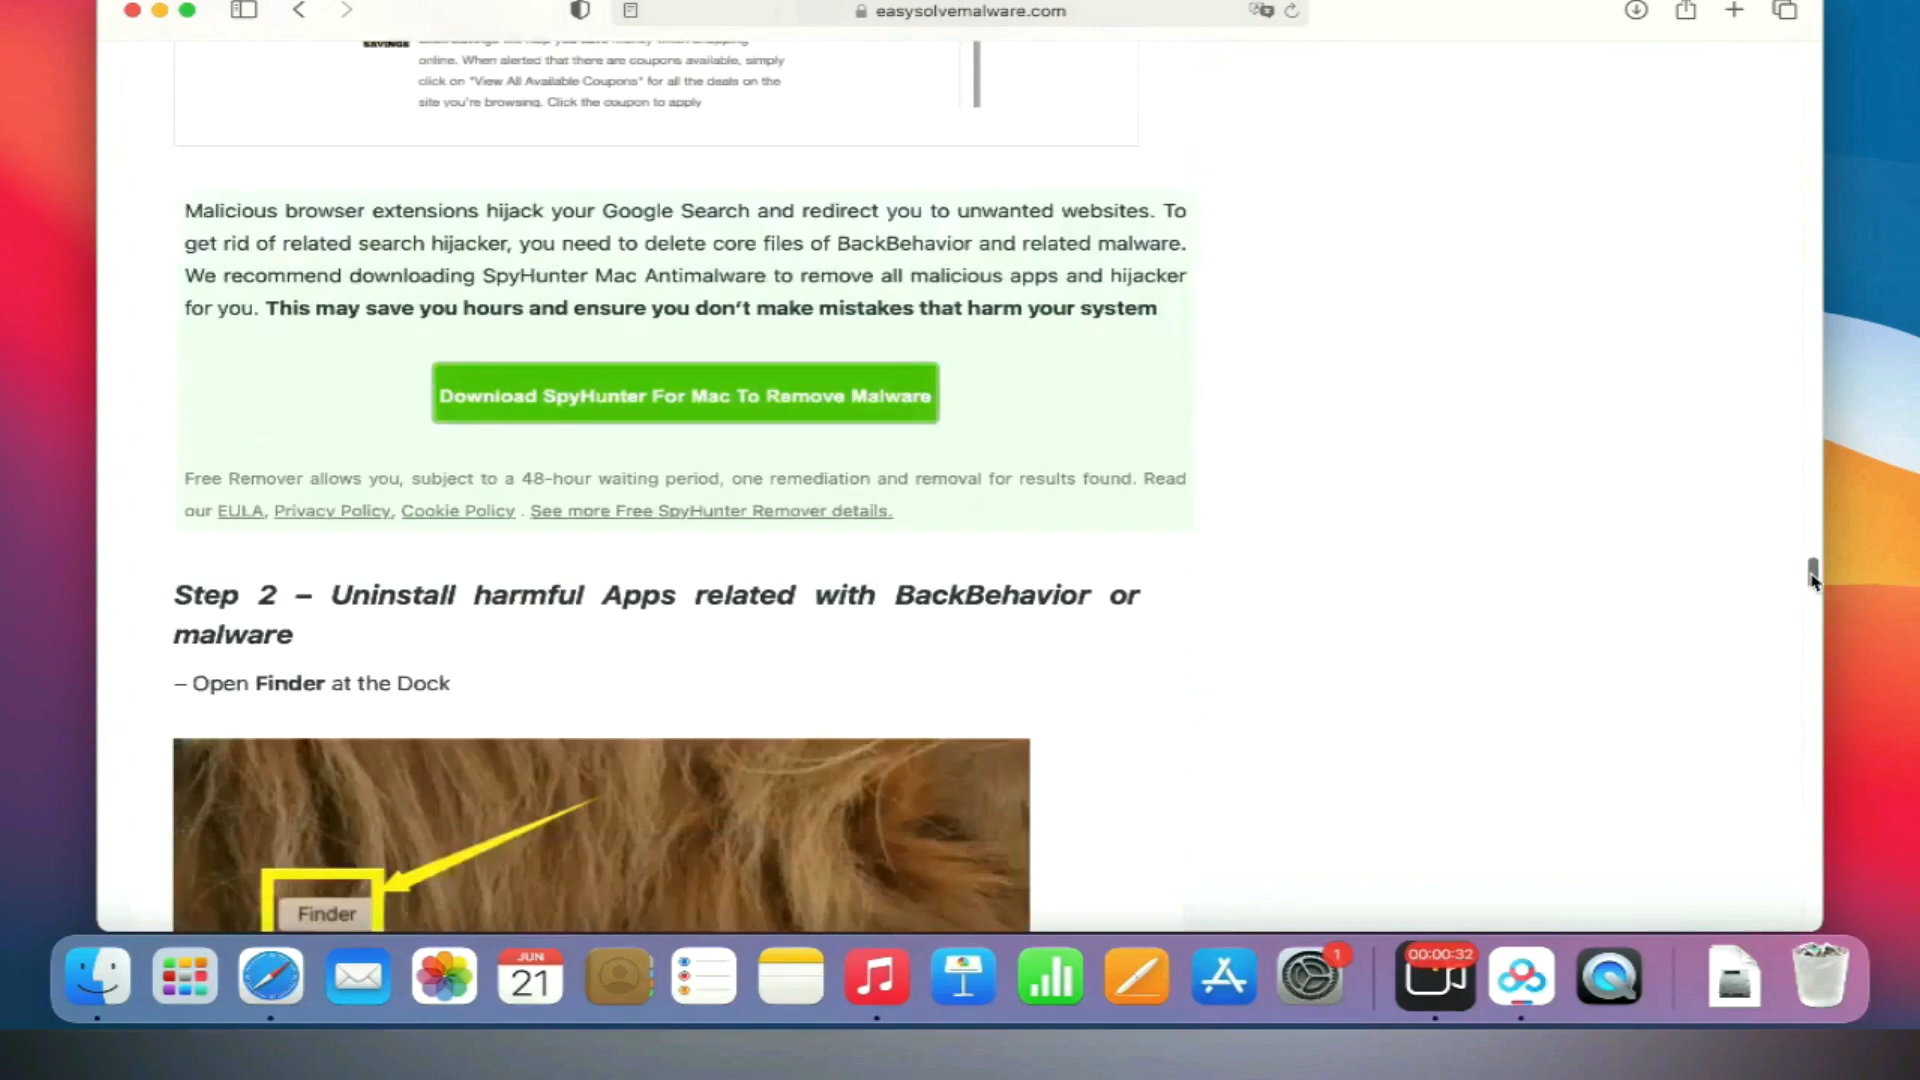 easysolvemalware.com
SAVINGS
online. When alerted that there are coupons available, simply
click on "View All Available Coupons" for all the deals on the
site you're browsing. Click the coupon to apply
Malicious browser extensions hijack your Google Search and redirect you to unwanted websites. To
get rid of related search hijacker, you need to delete core files of BackBehavior and related malware.
We recommend downloading SpyHunter Mac Antimalware to remove all malicious apps and hijacker
for you. This may save you hours and ensure you don't make mistakes that harm your system
Download SpyHunter For Mac To Remove Malware
Free Remover allows you, subject to a 48-hour waiting period, one remediation and removal for results found. Read
our EULA, Privacy Policy, Cookie Policy . See more Free SpyHunter Remover details.
Step 2 – Uninstall harmful Apps related with BackBehavior or
malware
– Open Finder at the Dock
Finder
JUN
21
1
00:00:32